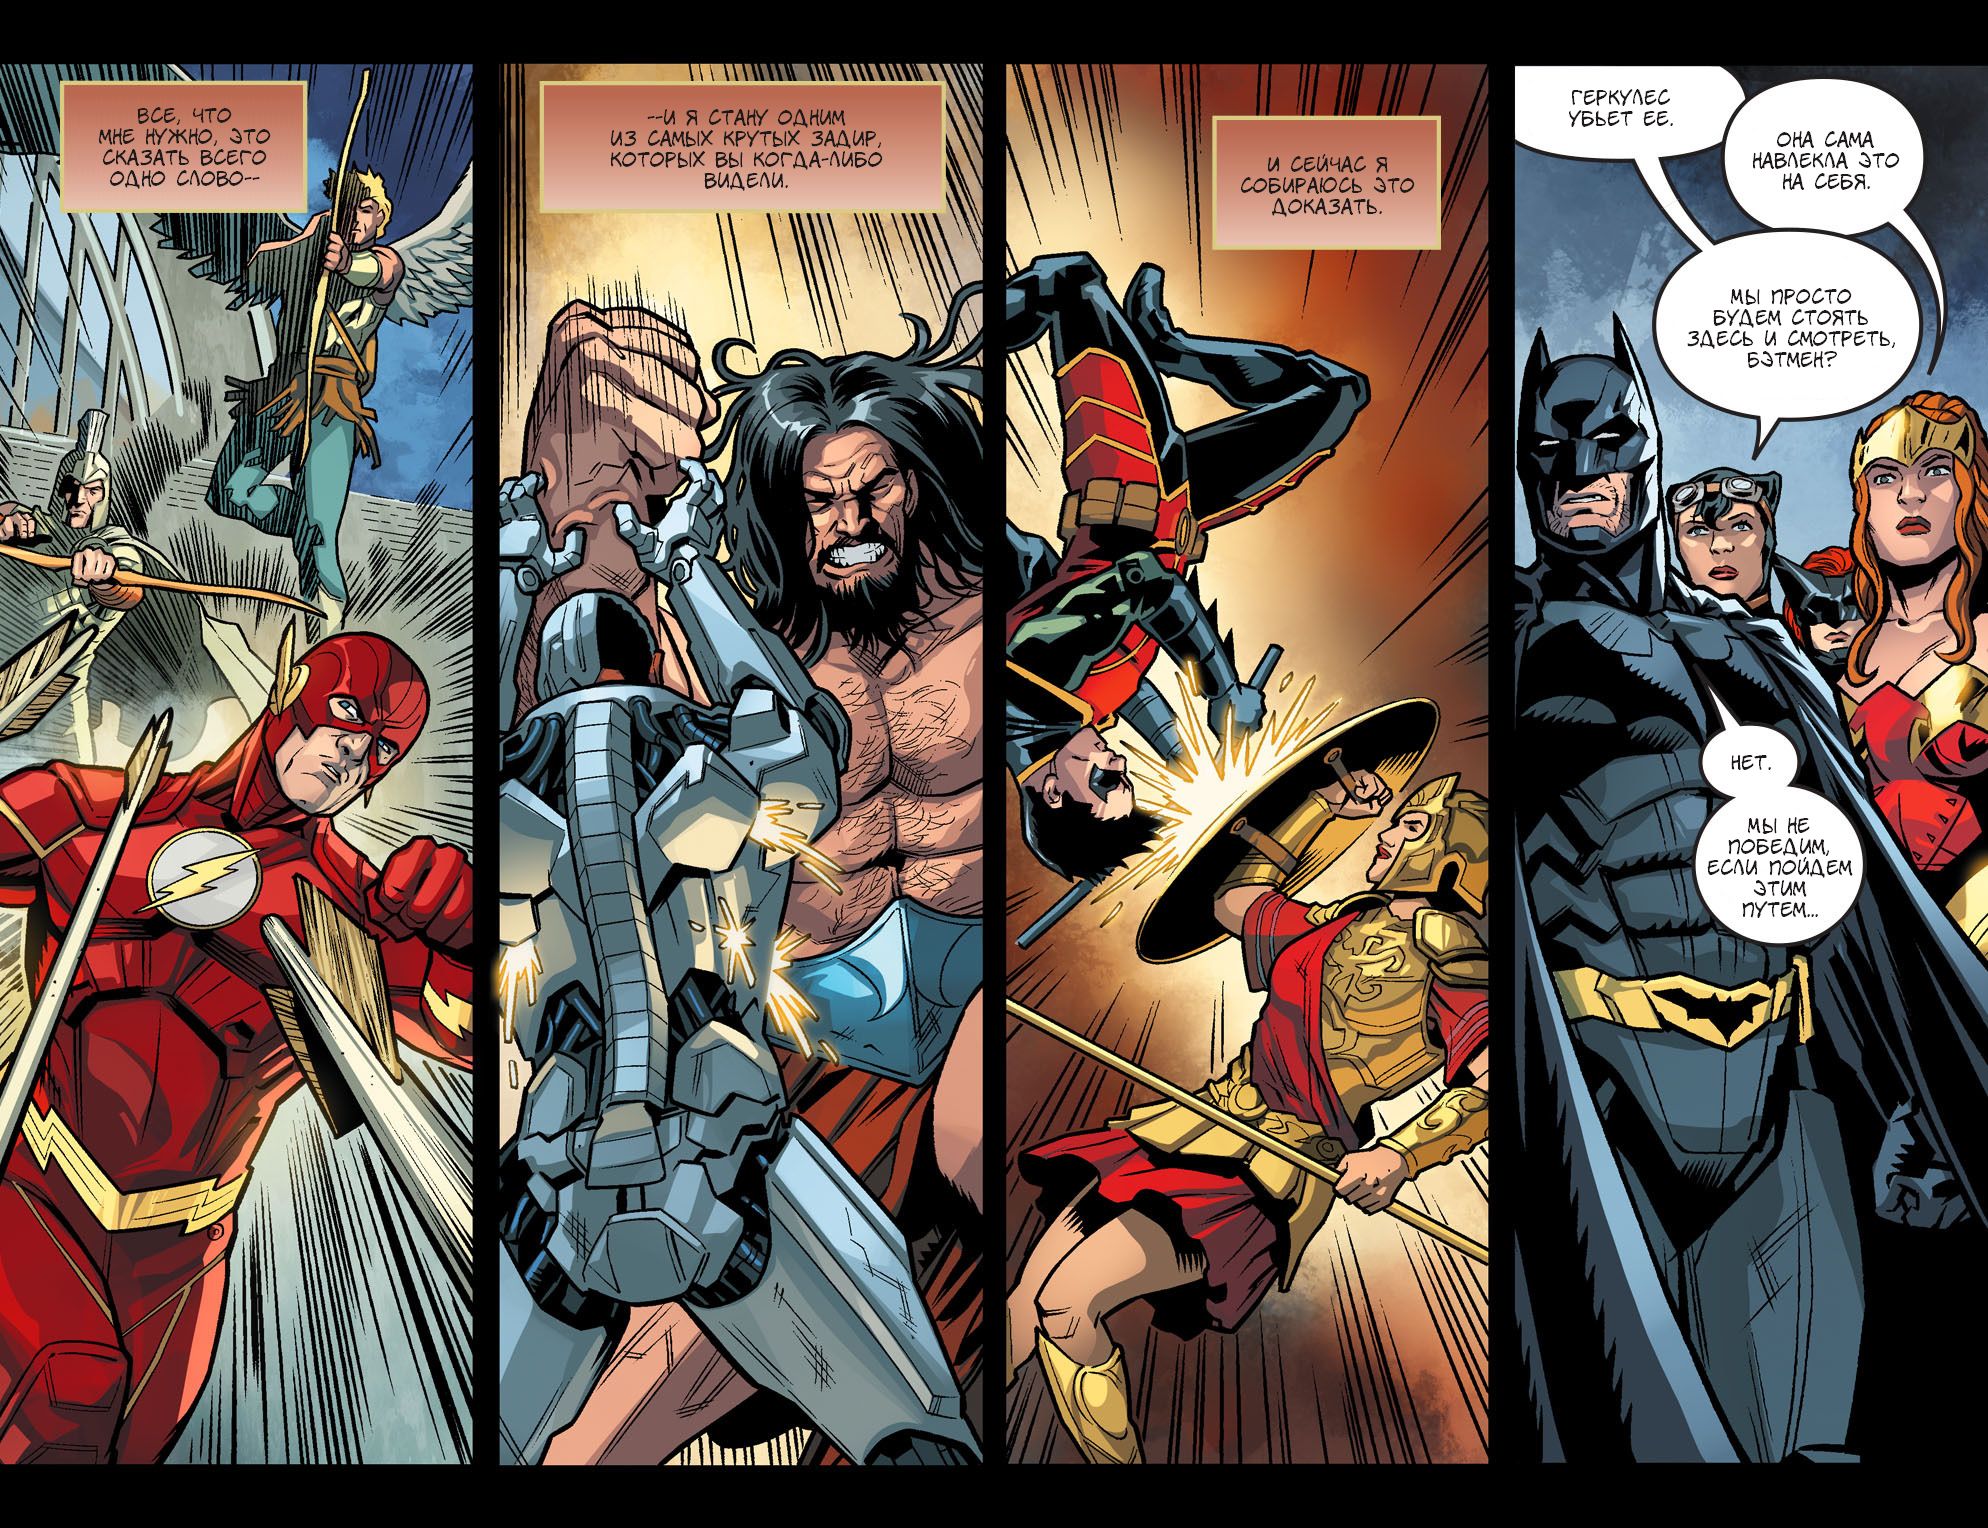 ВСЕ, ЧТО
МНЕ НУЖНО, ЭТО
СКАЗАТЬ ВСЕГО
ОДНО СЛОВО--
--И Я СТАНУ ОДНИМ
ИЗ САМЫХ КРУТЫХ ЗАДИР,
КОТОРЫХ ВЫ КОГДА-ЛИБО
ВИДЕЛИ.
И СЕЙЧАС Я
СОБИРАЮСЬ ЭТО
ДОКАЗАТЬ.
ГЕРКУЛЕС
УБЬЕТ ЕЕ.
ОНА САМА
НАВЛЕКЛА ЭТО
НА СЕБЯ.
МЫ ПРОСТО
БУДЕМ СТОЯТЬ
ЗДЕСЬ И СМОТРЕТЬ,
БЭТМЕН?
НЕТ.
МЫ НЕ
ПОБЕДИМ,
ЕСЛИ ПОЙДЕМ
ЭТИМ
ПУТЕМ...